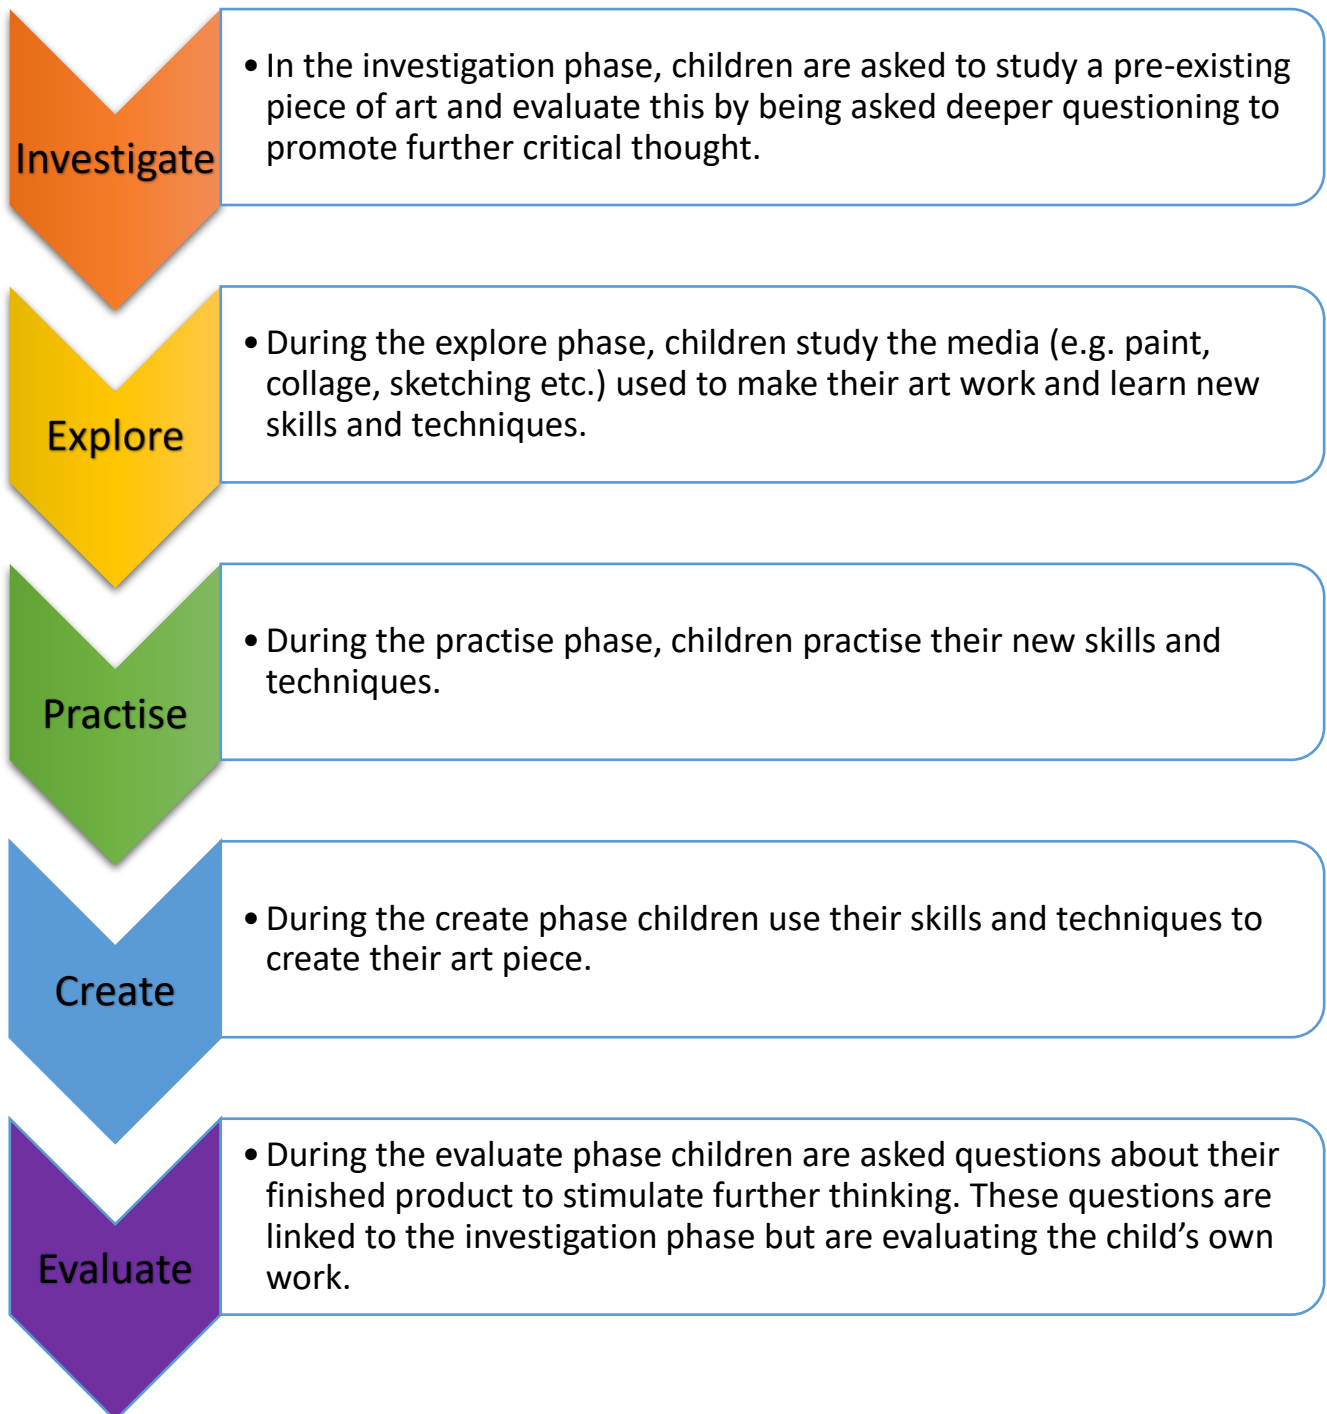 Investigate
• In the investigation phase, children are asked to study a pre-existing
piece of art and evaluate this by being asked deeper questioning to
promote further critical thought.
Explore
• During the explore phase, children study the media (e.g. paint,
collage, sketching etc.) used to make their art work and learn new
skills and techniques.
Practise
• During the practise phase, children practise their new skills and
techniques.
Create
• During the create phase children use their skills and techniques to
create their art piece.
Evaluate
• During the evaluate phase children are asked questions about their
finished product to stimulate further thinking. These questions are
linked to the investigation phase but are evaluating the child’s own
work.